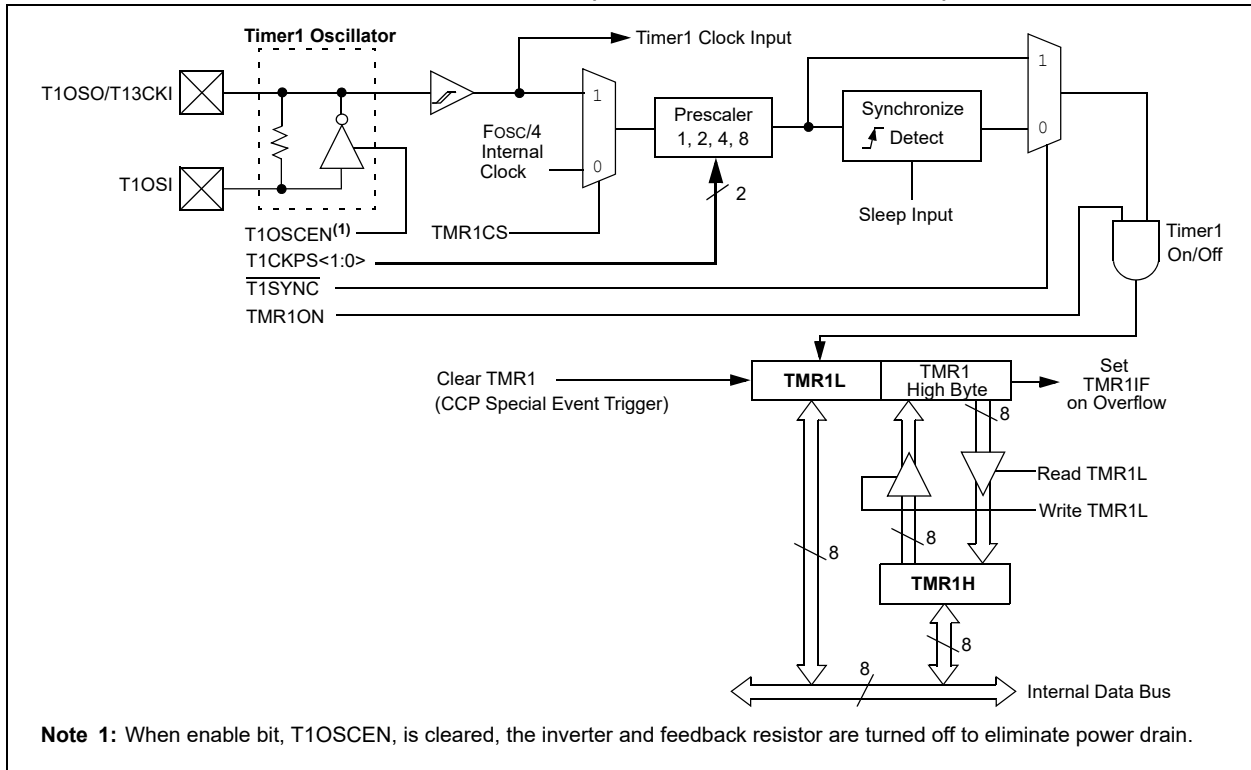 Timer1 Oscillator
Timer1 Clock Input
T1OSO/T13CKI
T1OSI
1
0
FOSC/4
Internal
Clock
Prescaler
1, 2, 4, 8
Synchronize
Detect
1
0
2
Sleep Input
T1OSCEN(1)
TMR1CS
T1CKPS<1:0>
T1SYNC
TMR1ON
Timer1
On/Off
Clear TMR1
(CCP Special Event Trigger)
TMR1L
TMR1
High Byte
Set
TMR1IF
on Overflow
8
Read TMR1L
Write TMR1L
8
8
TMR1H
8
8
Internal Data Bus
Note 1: When enable bit, T1OSCEN, is cleared, the inverter and feedback resistor are turned off to eliminate power drain.